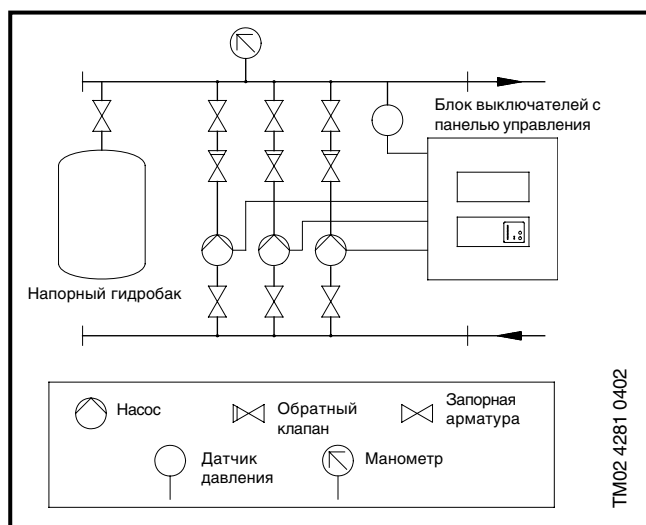 Блок выключателей с
панелью управления
Напорный гидробак
Насос
Обратный
клапан
Запорная
арматура
Датчик
давления
Манометр
TM02 4281 0402